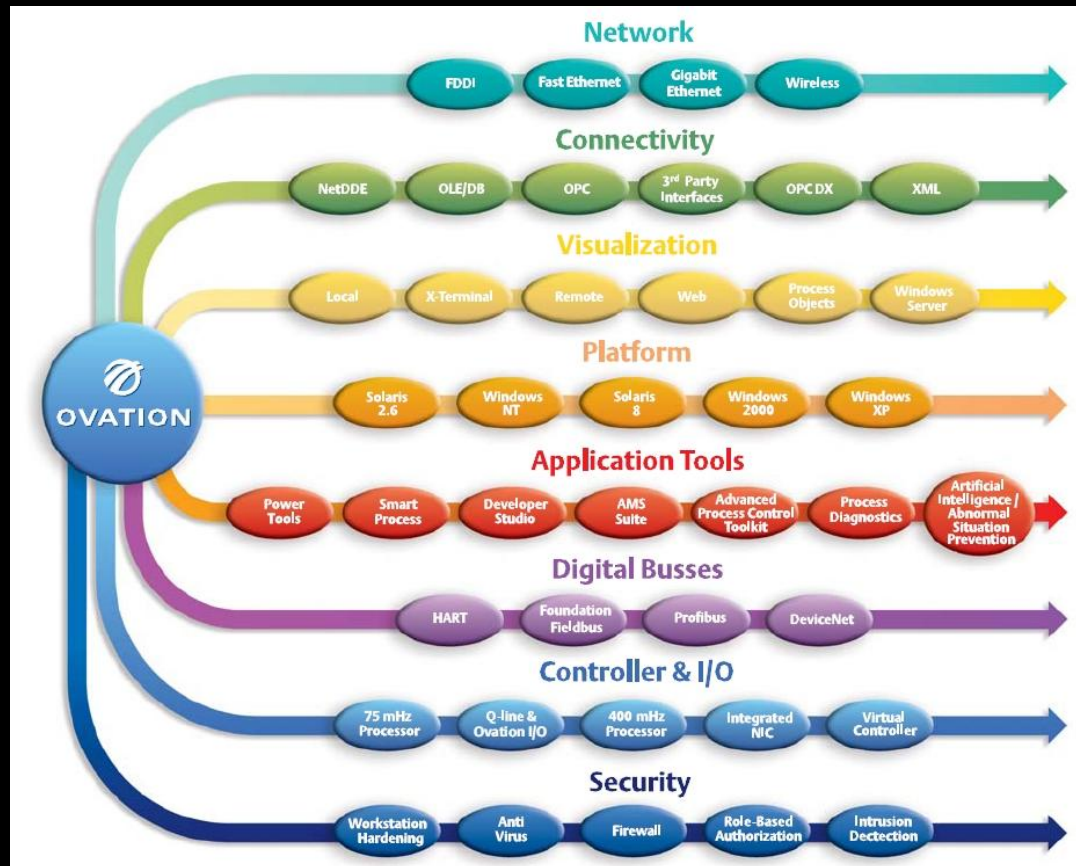 Network
FDDI
Fast Ethernet
Gigabit
Ethernet
Wireless
Connectivity
NetDDE
OLE/DB
OPC
3rd Party
Interfaces
OPC DX
XML
Visualization
Local
X-Terminal
Remote
Web
Process
Objects
Windows
Server
Platform
Solaris
2.6
Windows
NT
Solaris
8
Windows
2000
Windows
XP
OVATION
Application Tools
Power
Tools
Smart
Process
Developer
Studio
AMS
Suite
Advanced
Process Control
Toolkit
Process
Diagnostics
Artificial
Intelligence /
Abnormal
Situation
Prevention
Digital Busses
HART
Foundation
Fieldbus
Profibus
DeviceNet
Controller & I/O
75 mHz
Processor
Q-line &
Ovation I/O
400 mHz
Processor
Integrated
NIC
Virtual
Controller
Security
Workstation
Hardening
Anti
Virus
Firewall
Role-Based
Authorization
Intrusion
Dectection